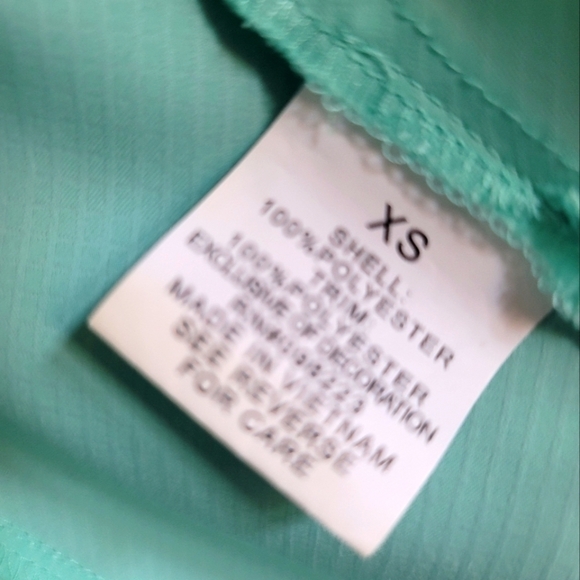 XS
SHELL:
100% POLYESTER
TRIM:
100% POLYESTER
EXCLUSIVE OF DECORATION
MADE IN VIETNAM
SEE REVERSE
FOR CARE